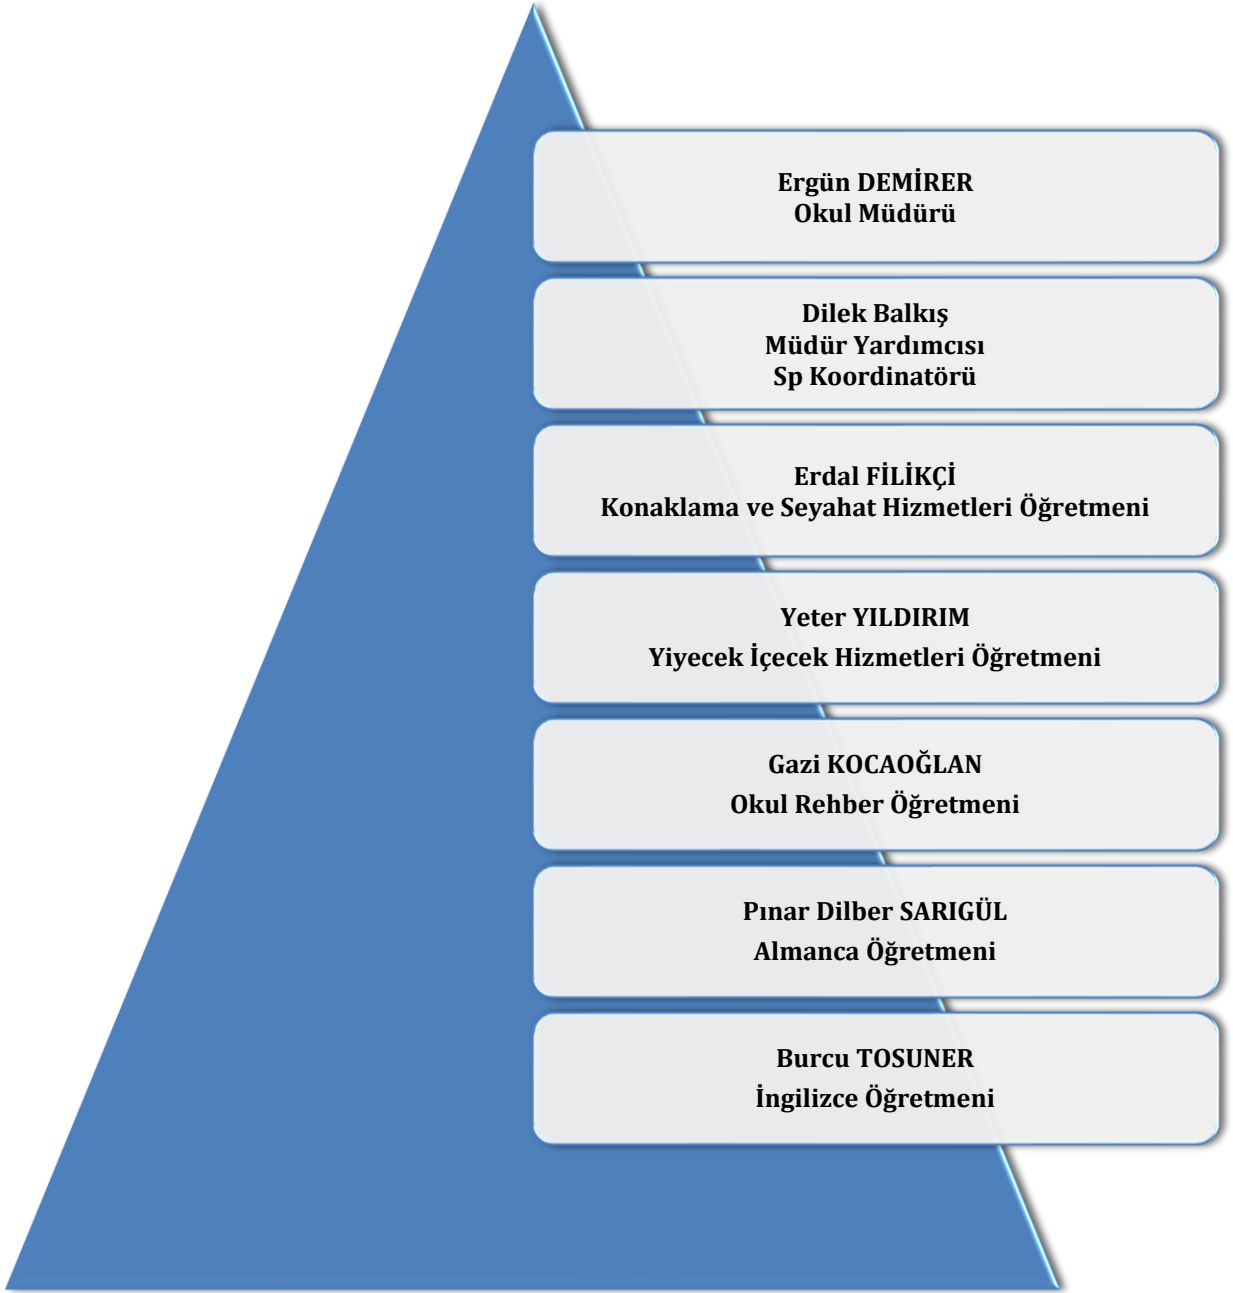 Ergün DEMİRER
Okul Müdürü
Dilek Balkış
Müdür Yardımcısı
Sp Koordinatörü
Erdal FİLİKÇİ
Konaklama ve Seyahat Hizmetleri Öğretmeni
Yeter YILDIRIM
Yiyecek İçecek Hizmetleri Öğretmeni
Gazi KOCAOĞLAN
Okul Rehber Öğretmeni
Pınar Dilber SARIGÜL
Almanca Öğretmeni
Burcu TOSUNER
İngilizce Öğretmeni